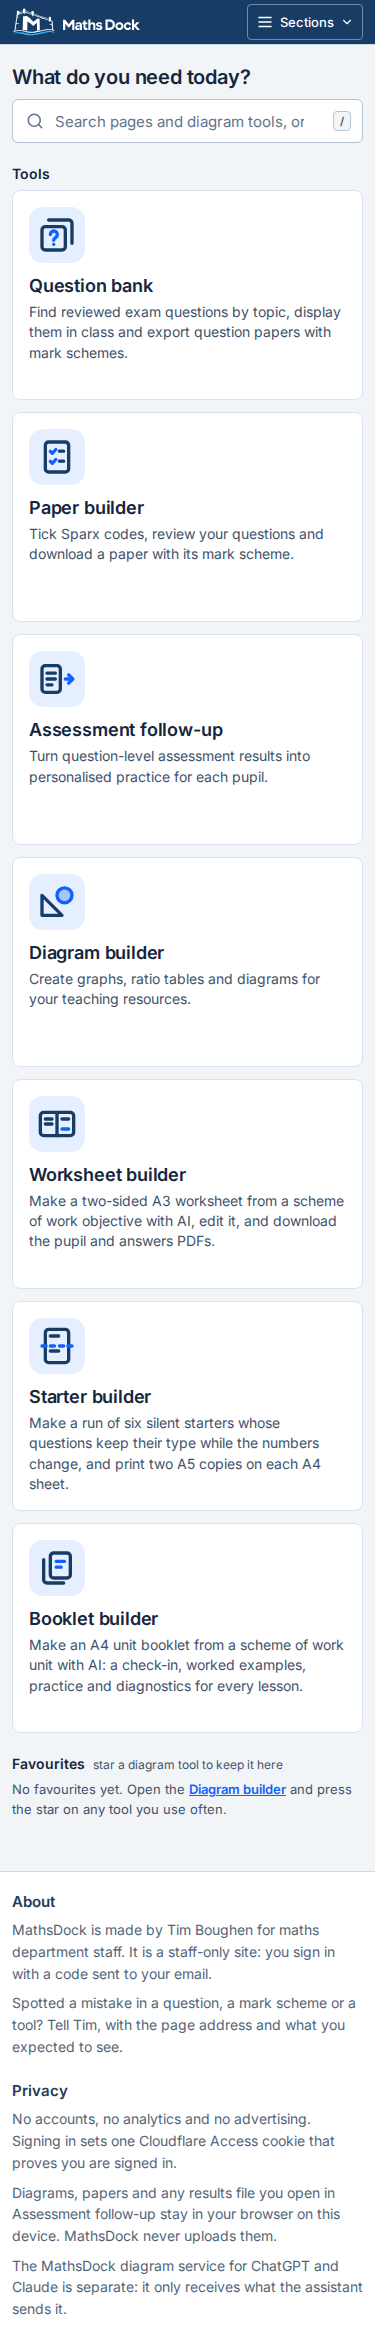 Maths Dock
Sections
What do you need today?
Search pages and diagram tools, or
/
Tools
Question bank
Find reviewed exam questions by topic, display
them in class and export question papers with
mark schemes.
Paper builder
Tick Sparx codes, review your questions and
download a paper with its mark scheme.
Assessment follow-up
Turn question-level assessment results into
personalised practice for each pupil.
Diagram builder
Create graphs, ratio tables and diagrams for
your teaching resources.
Worksheet builder
Make a two-sided A3 worksheet from a scheme
of work objective with AI, edit it, and download
the pupil and answers PDFs.
Starter builder
Make a run of six silent starters whose
questions keep their type while the numbers
change, and print two A5 copies on each A4
sheet.
Booklet builder
Make an A4 unit booklet from a scheme of work
unit with AI: a check-in, worked examples,
practice and diagnostics for every lesson.
Favourites star a diagram tool to keep it here
No favourites yet. Open the Diagram builder and press
the star on any tool you use often.
About
MathsDock is made by Tim Boughen for maths
department staff. It is a staff-only site: you sign in
with a code sent to your email.
Spotted a mistake in a question, a mark scheme or a
tool? Tell Tim, with the page address and what you
expected to see.
Privacy
No accounts, no analytics and no advertising.
Signing in sets one Cloudflare Access cookie that
proves you are signed in.
Diagrams, papers and any results file you open in
Assessment follow-up stay in your browser on this
device. MathsDock never uploads them.
The MathsDock diagram service for ChatGPT and
Claude is separate: it only receives what the assistant
sends it.